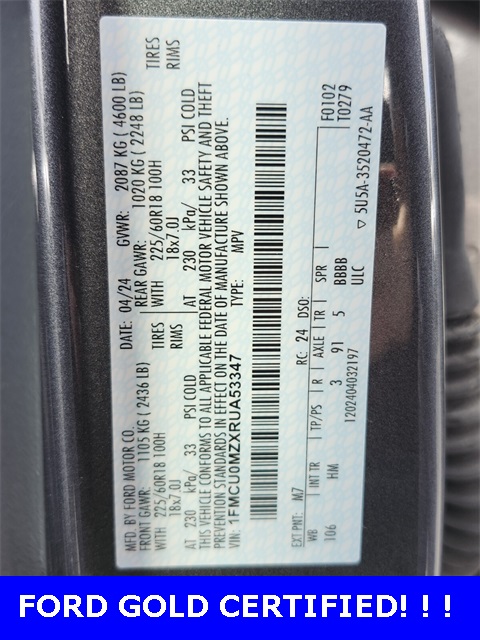 MFD. BY FORD MOTOR CO.
DATE: 04/24 GVWR: 2087 KG ( 4600 LB)
FRONT GAWR: 1105 KG ( 2436 LB) REAR GAWR: 1020 KG ( 2248 LB)
WITH 225/60R18 100H TIRES WITH 225/60R18 100H TIRES
18x7.0J RIMS 18x7.0J RIMS
AT 230 kPa/ 33 PSI COLD AT 230 kPa/ 33 PSI COLD
THIS VEHICLE CONFORMS TO ALL APPLICABLE FEDERAL MOTOR VEHICLE SAFETY AND THEFT
PREVENTION STANDARDS IN EFFECT ON THE DATE OF MANUFACTURE SHOWN ABOVE.
VIN: 1FMCU0MZXRUA53347 TYPE: MPV
F0102
T0279
EXT PNT: M7 RC: 24 DSO:
WB INT TR TP/PS R AXLE TR SPR
106 HM 3 91 5 BBBB
ULC
1202404032197 ▽ 5U5A-3520472-AA
FORD GOLD CERTIFIED! ! !